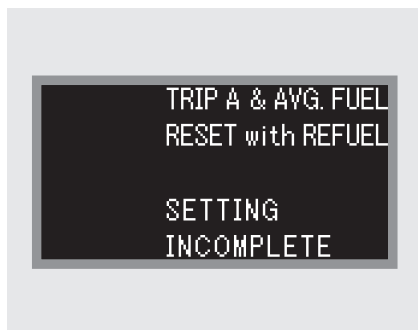 TRIP A & AVG. FUEL
RESET with REFUEL
SETTING
INCOMPLETE